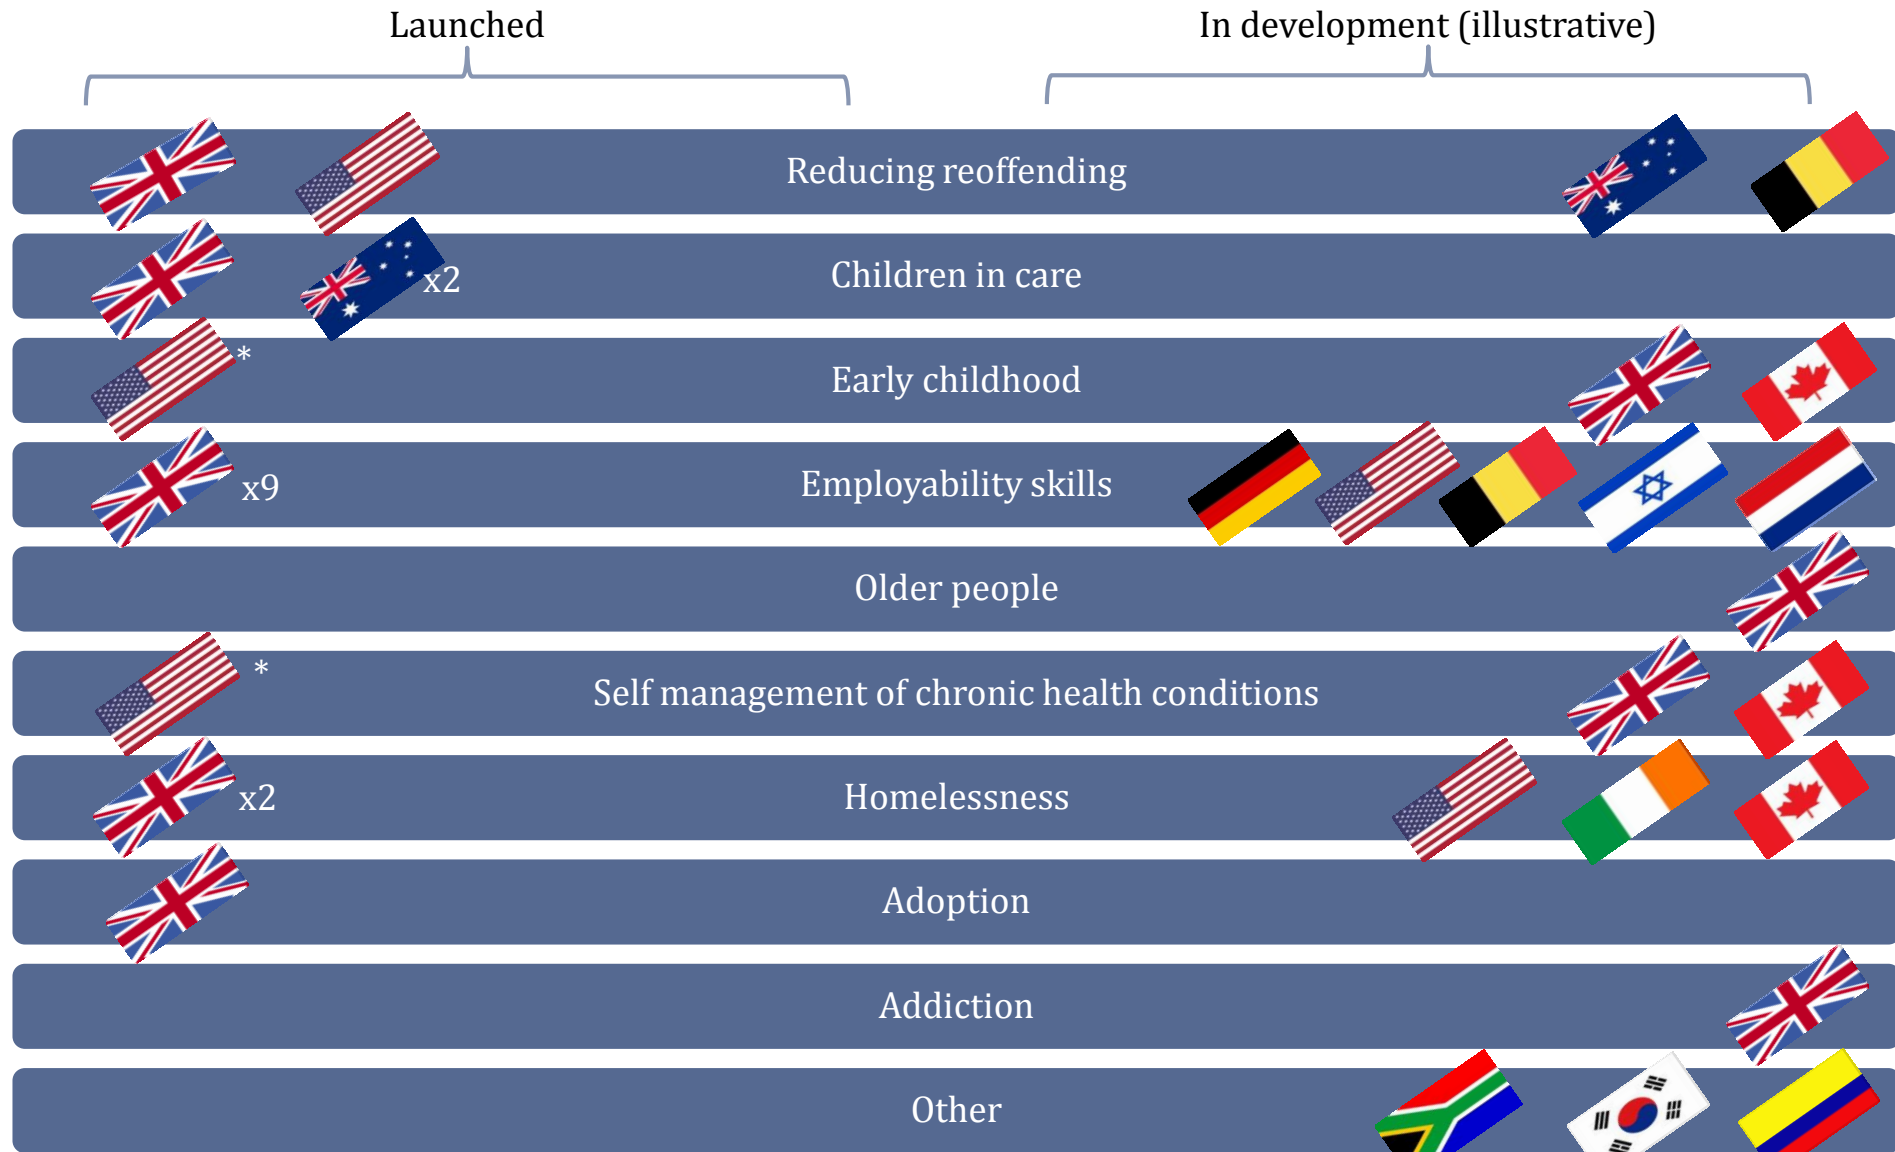 Launched
In development (illustrative)
Reducing reoffending
Children in care
x2
*
Early childhood
x9
Employability skills
Older people
*
Self management of chronic health conditions
x2
Homelessness
Adoption
Addiction
Other